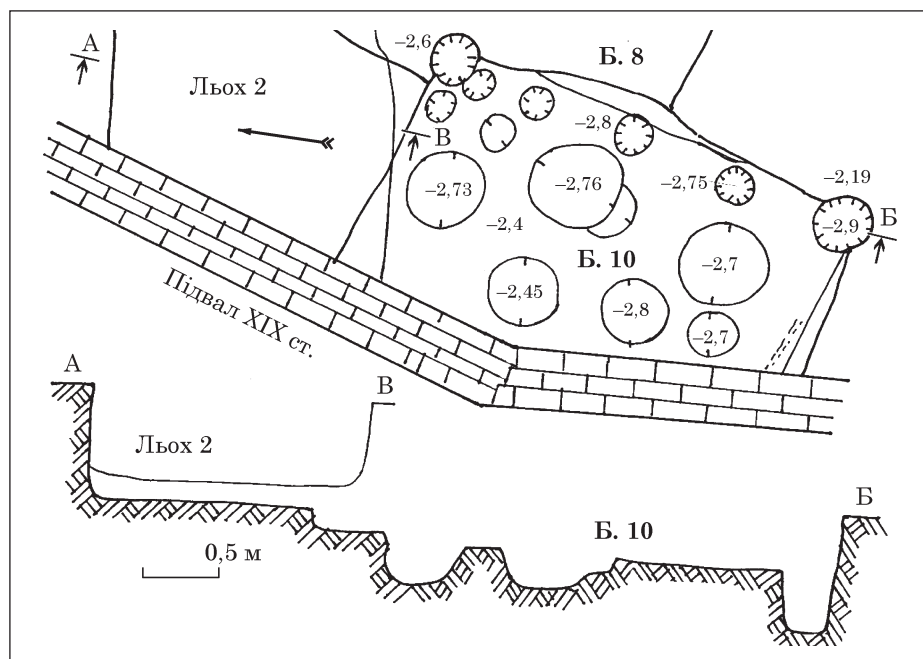 А
–2,6
Б. 8
Льох 2
В
–2,8
–2,73
–2,76
–2,75
–2,19
–2,4
–2,9
Б
Б. 10
–2,7
–2,45
–2,8
–2,7
Підвал XIX ст.
А
В
Льох 2
Б
Б. 10
0,5 м